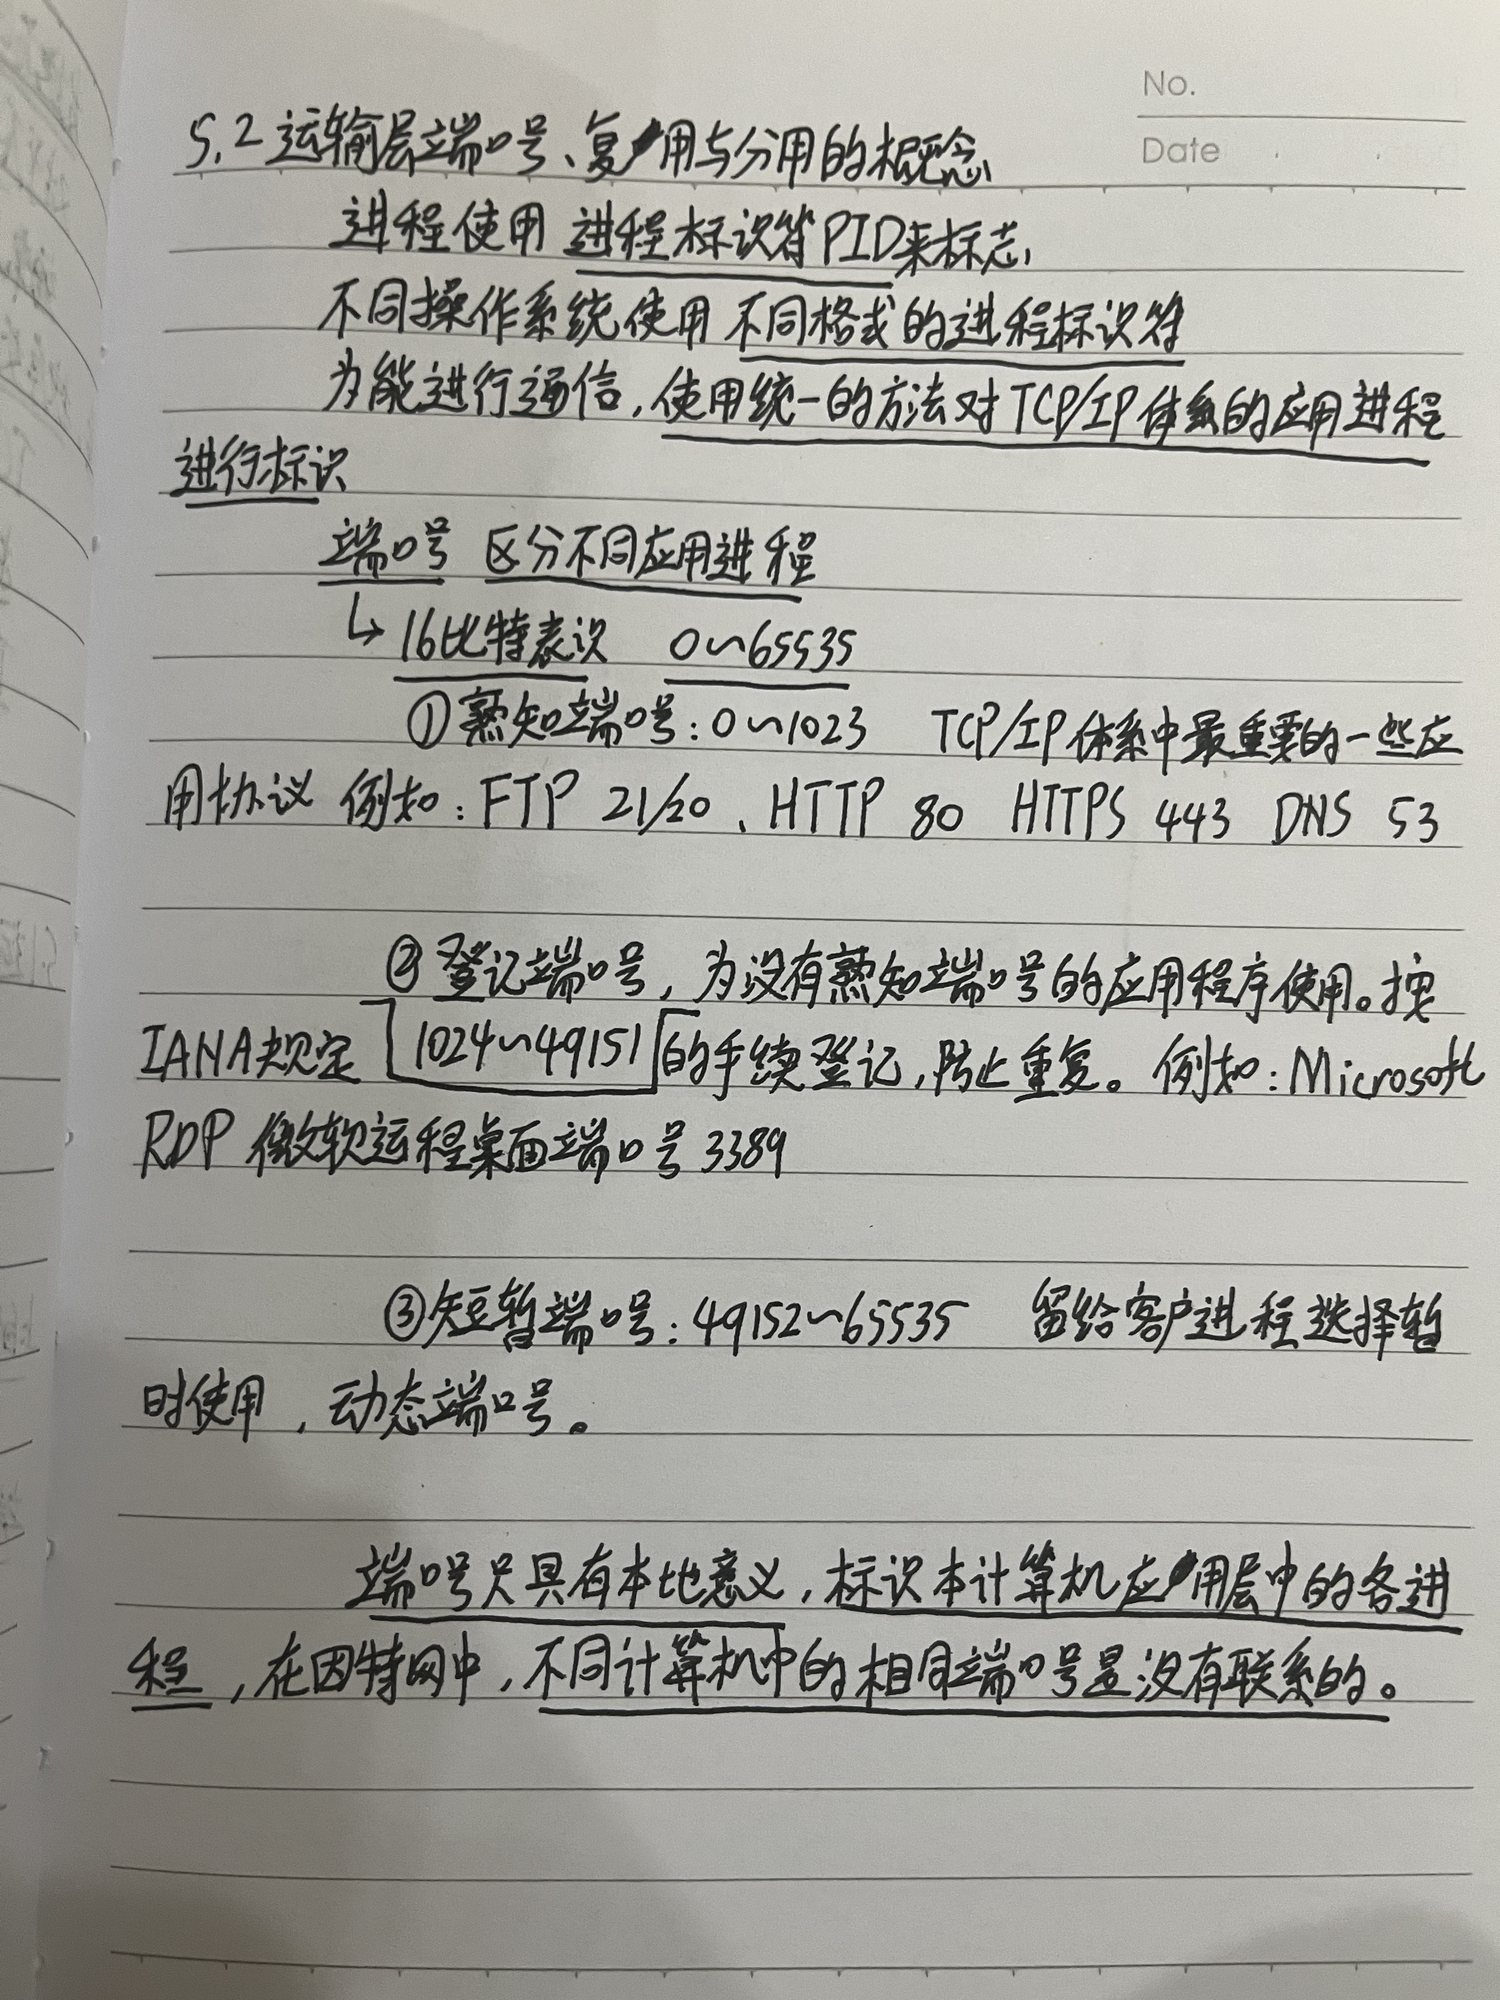 No.
Date
5.2运输层端口号、复用与分用的概念
进程使用 进程标识符PID来标志,
不同操作系统使用 不同格式的进程标识符
为能进行通信,使用统一的方法对TCP/IP体系的应用进程
进行标识
端口号 区分不同应用进程
↳ 16比特表识 0~65535
①熟知端口号:0~1023 TCP/IP体系中最重要的一些应
用协议 例如:FTP 21/20、HTTP 80 HTTPS 443 DNS 53
②登记端口号,为没有熟知端口号的应用程序使用。按
IANA规定 1024~49151 的手续登记,防止重复。例如:Microsoft
RDP 微软远程桌面端口号 3389
③短暂端口号:49152~65535 留给客户进程选择暂
时使用,动态端口号。
端口号只具有本地意义,标识本计算机应用层中的各进
程,在因特网中,不同计算机中的相同端口号是没有联系的。